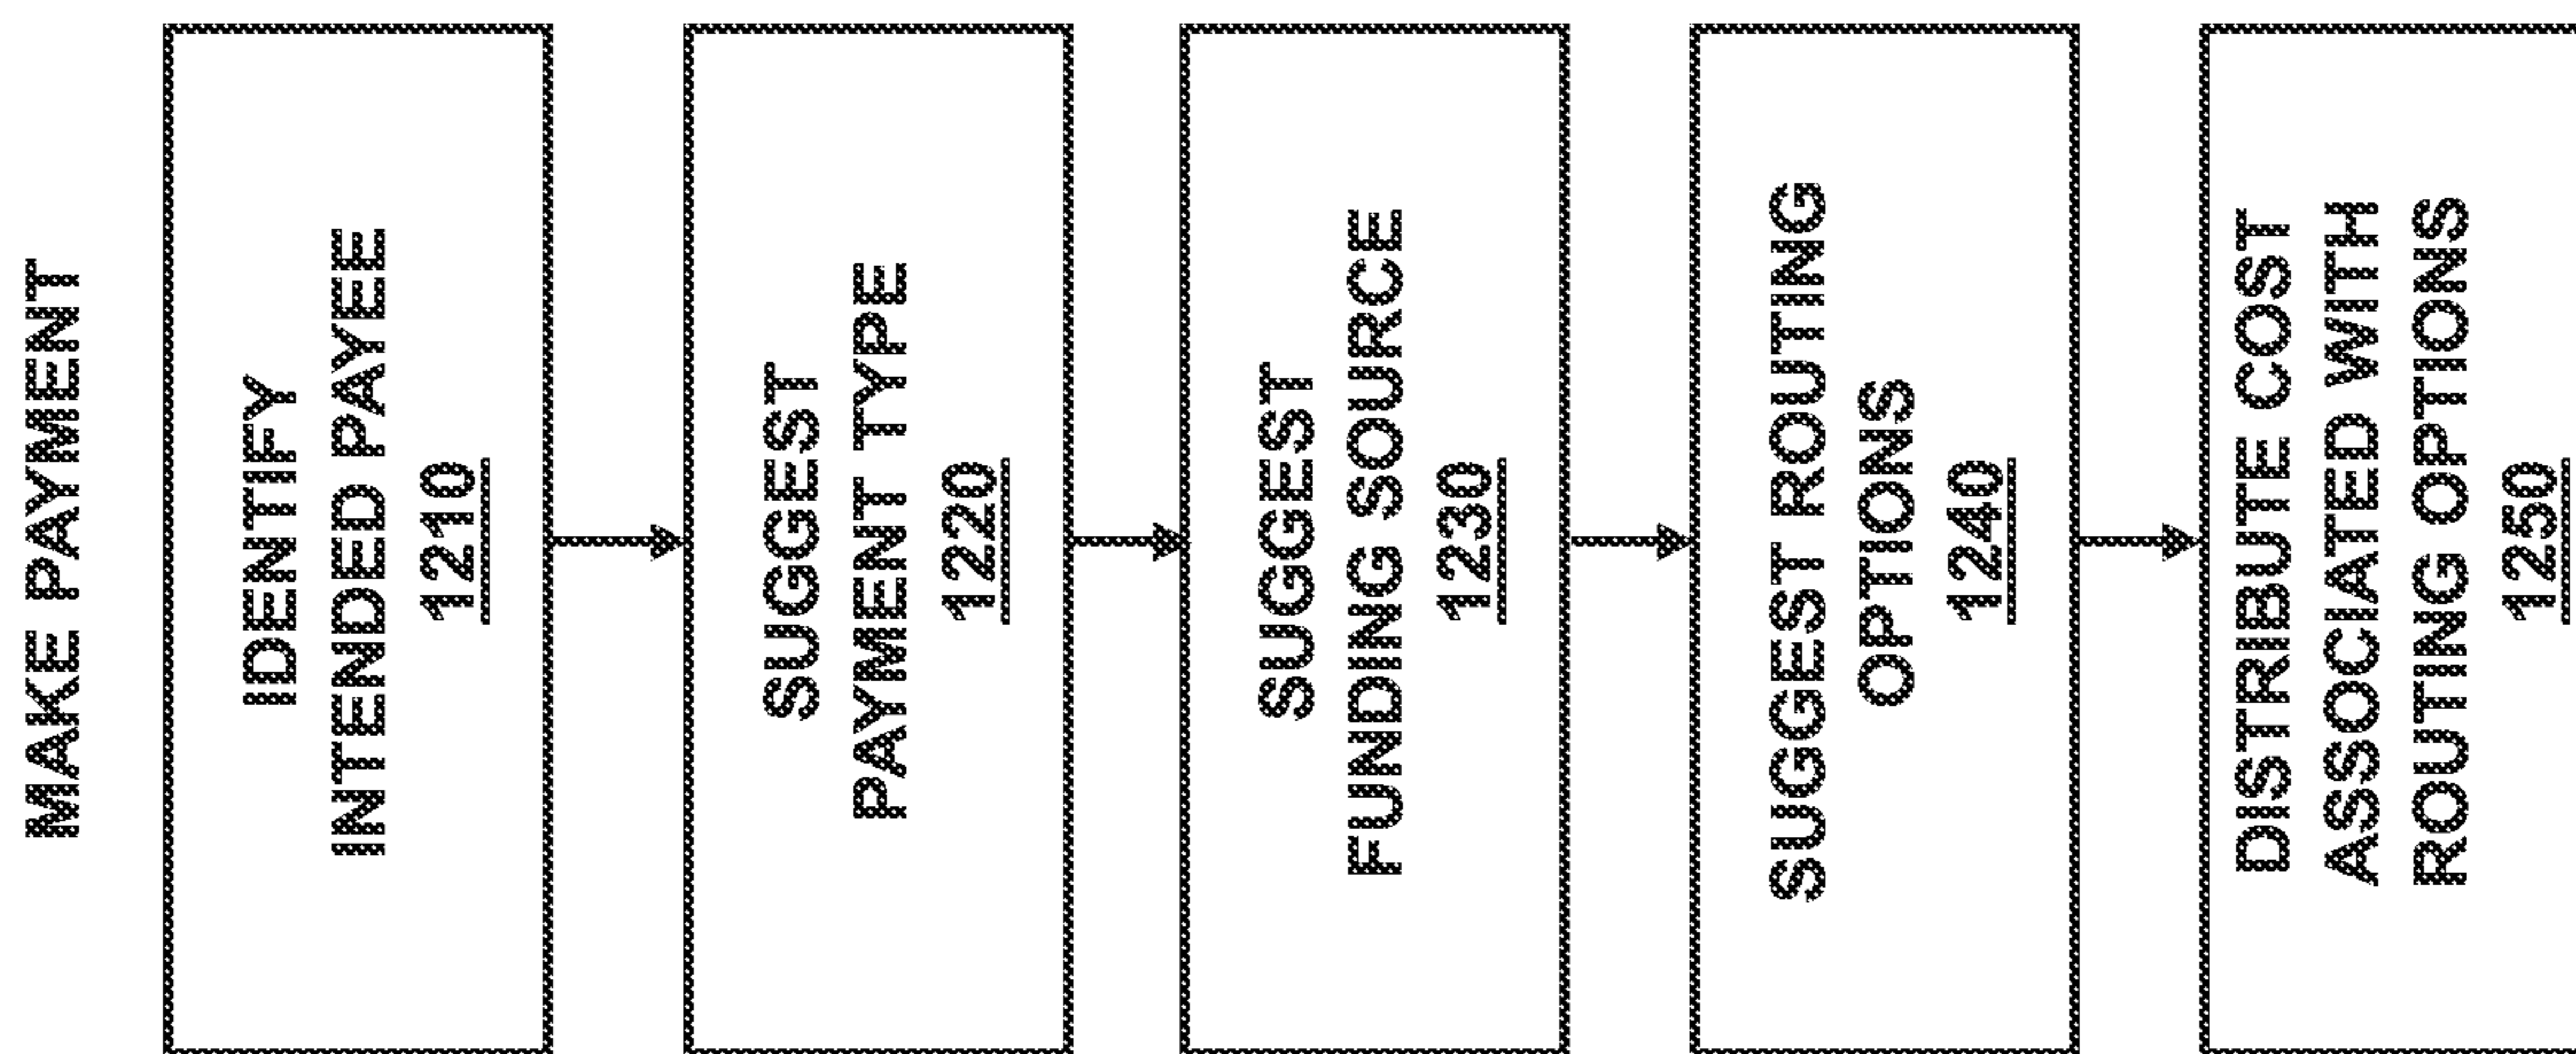 MAKE PAYMENT
IDENTIFY
INTENDED PAYEE
1210
SUGGEST
PAYMENT TYPE
1220
SUGGEST
FUNDING SOURCE
1230
SUGGEST ROUTING
OPTIONS
1240
DISTRIBUTE COST
ASSOCIATED WITH
ROUTING OPTIONS
1250